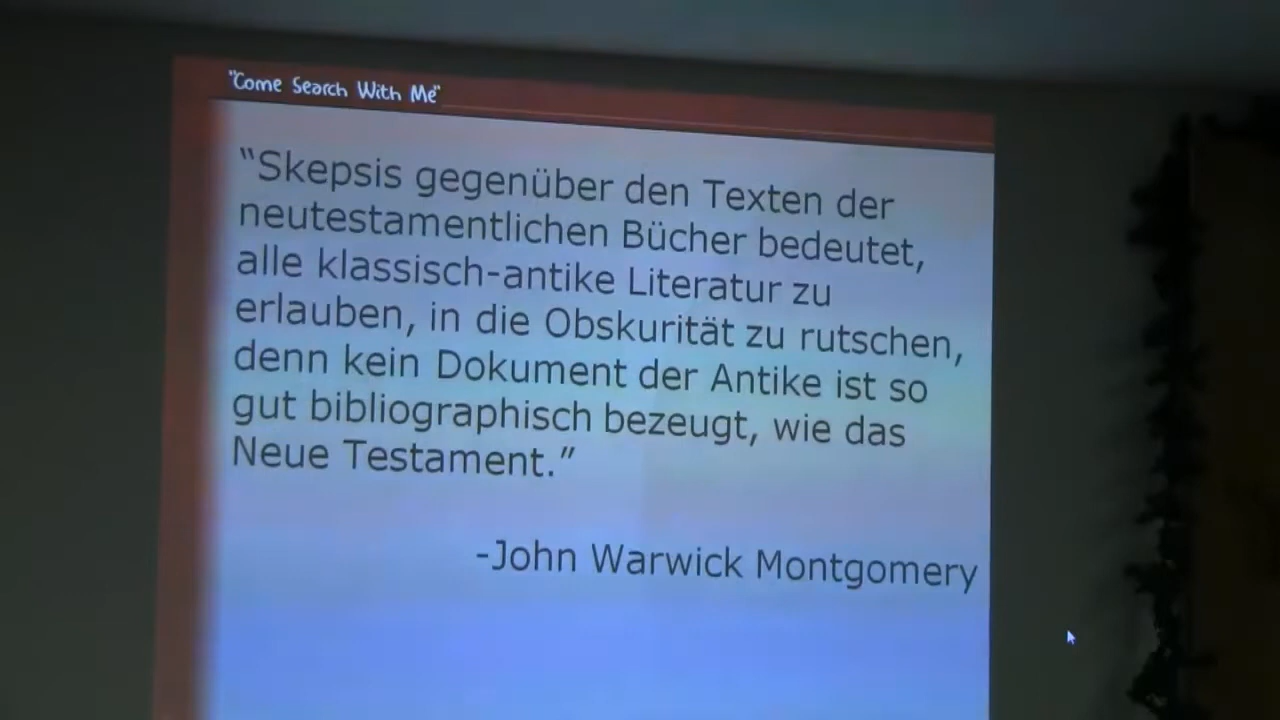 "Come Search With Me"
“Skepsis gegenüber den Texten der
neutestamentlichen Bücher bedeutet,
alle klassisch-antike Literatur zu
erlauben, in die Obskurität zu rutschen,
denn kein Dokument der Antike ist so
gut bibliographisch bezeugt, wie das
Neue Testament.”
-John Warwick Montgomery